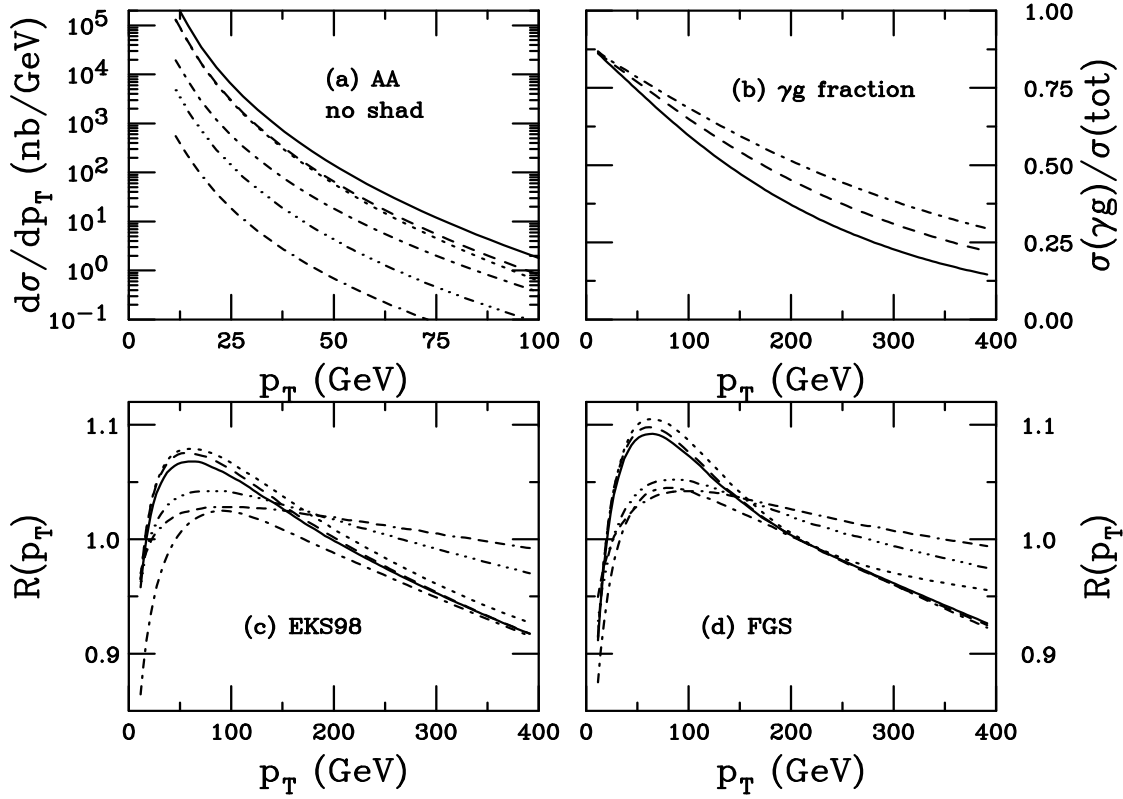 dσ/dp_T (nb/GeV)
10^5
10^4
10^3
10^2
10^1
10^0
10^−1
(a) AA
no shad
0 25 50 75 100
p_T (GeV)
(b) γg fraction
1.00
0.75
0.50
0.25
0.00
σ(γg)/σ(tot)
0 100 200 300 400
p_T (GeV)
R(p_T)
1.1
1.0
0.9
(c) EKS98
0 100 200 300 400
p_T (GeV)
(d) FGS
1.1
1.0
0.9
R(p_T)
0 100 200 300 400
p_T (GeV)